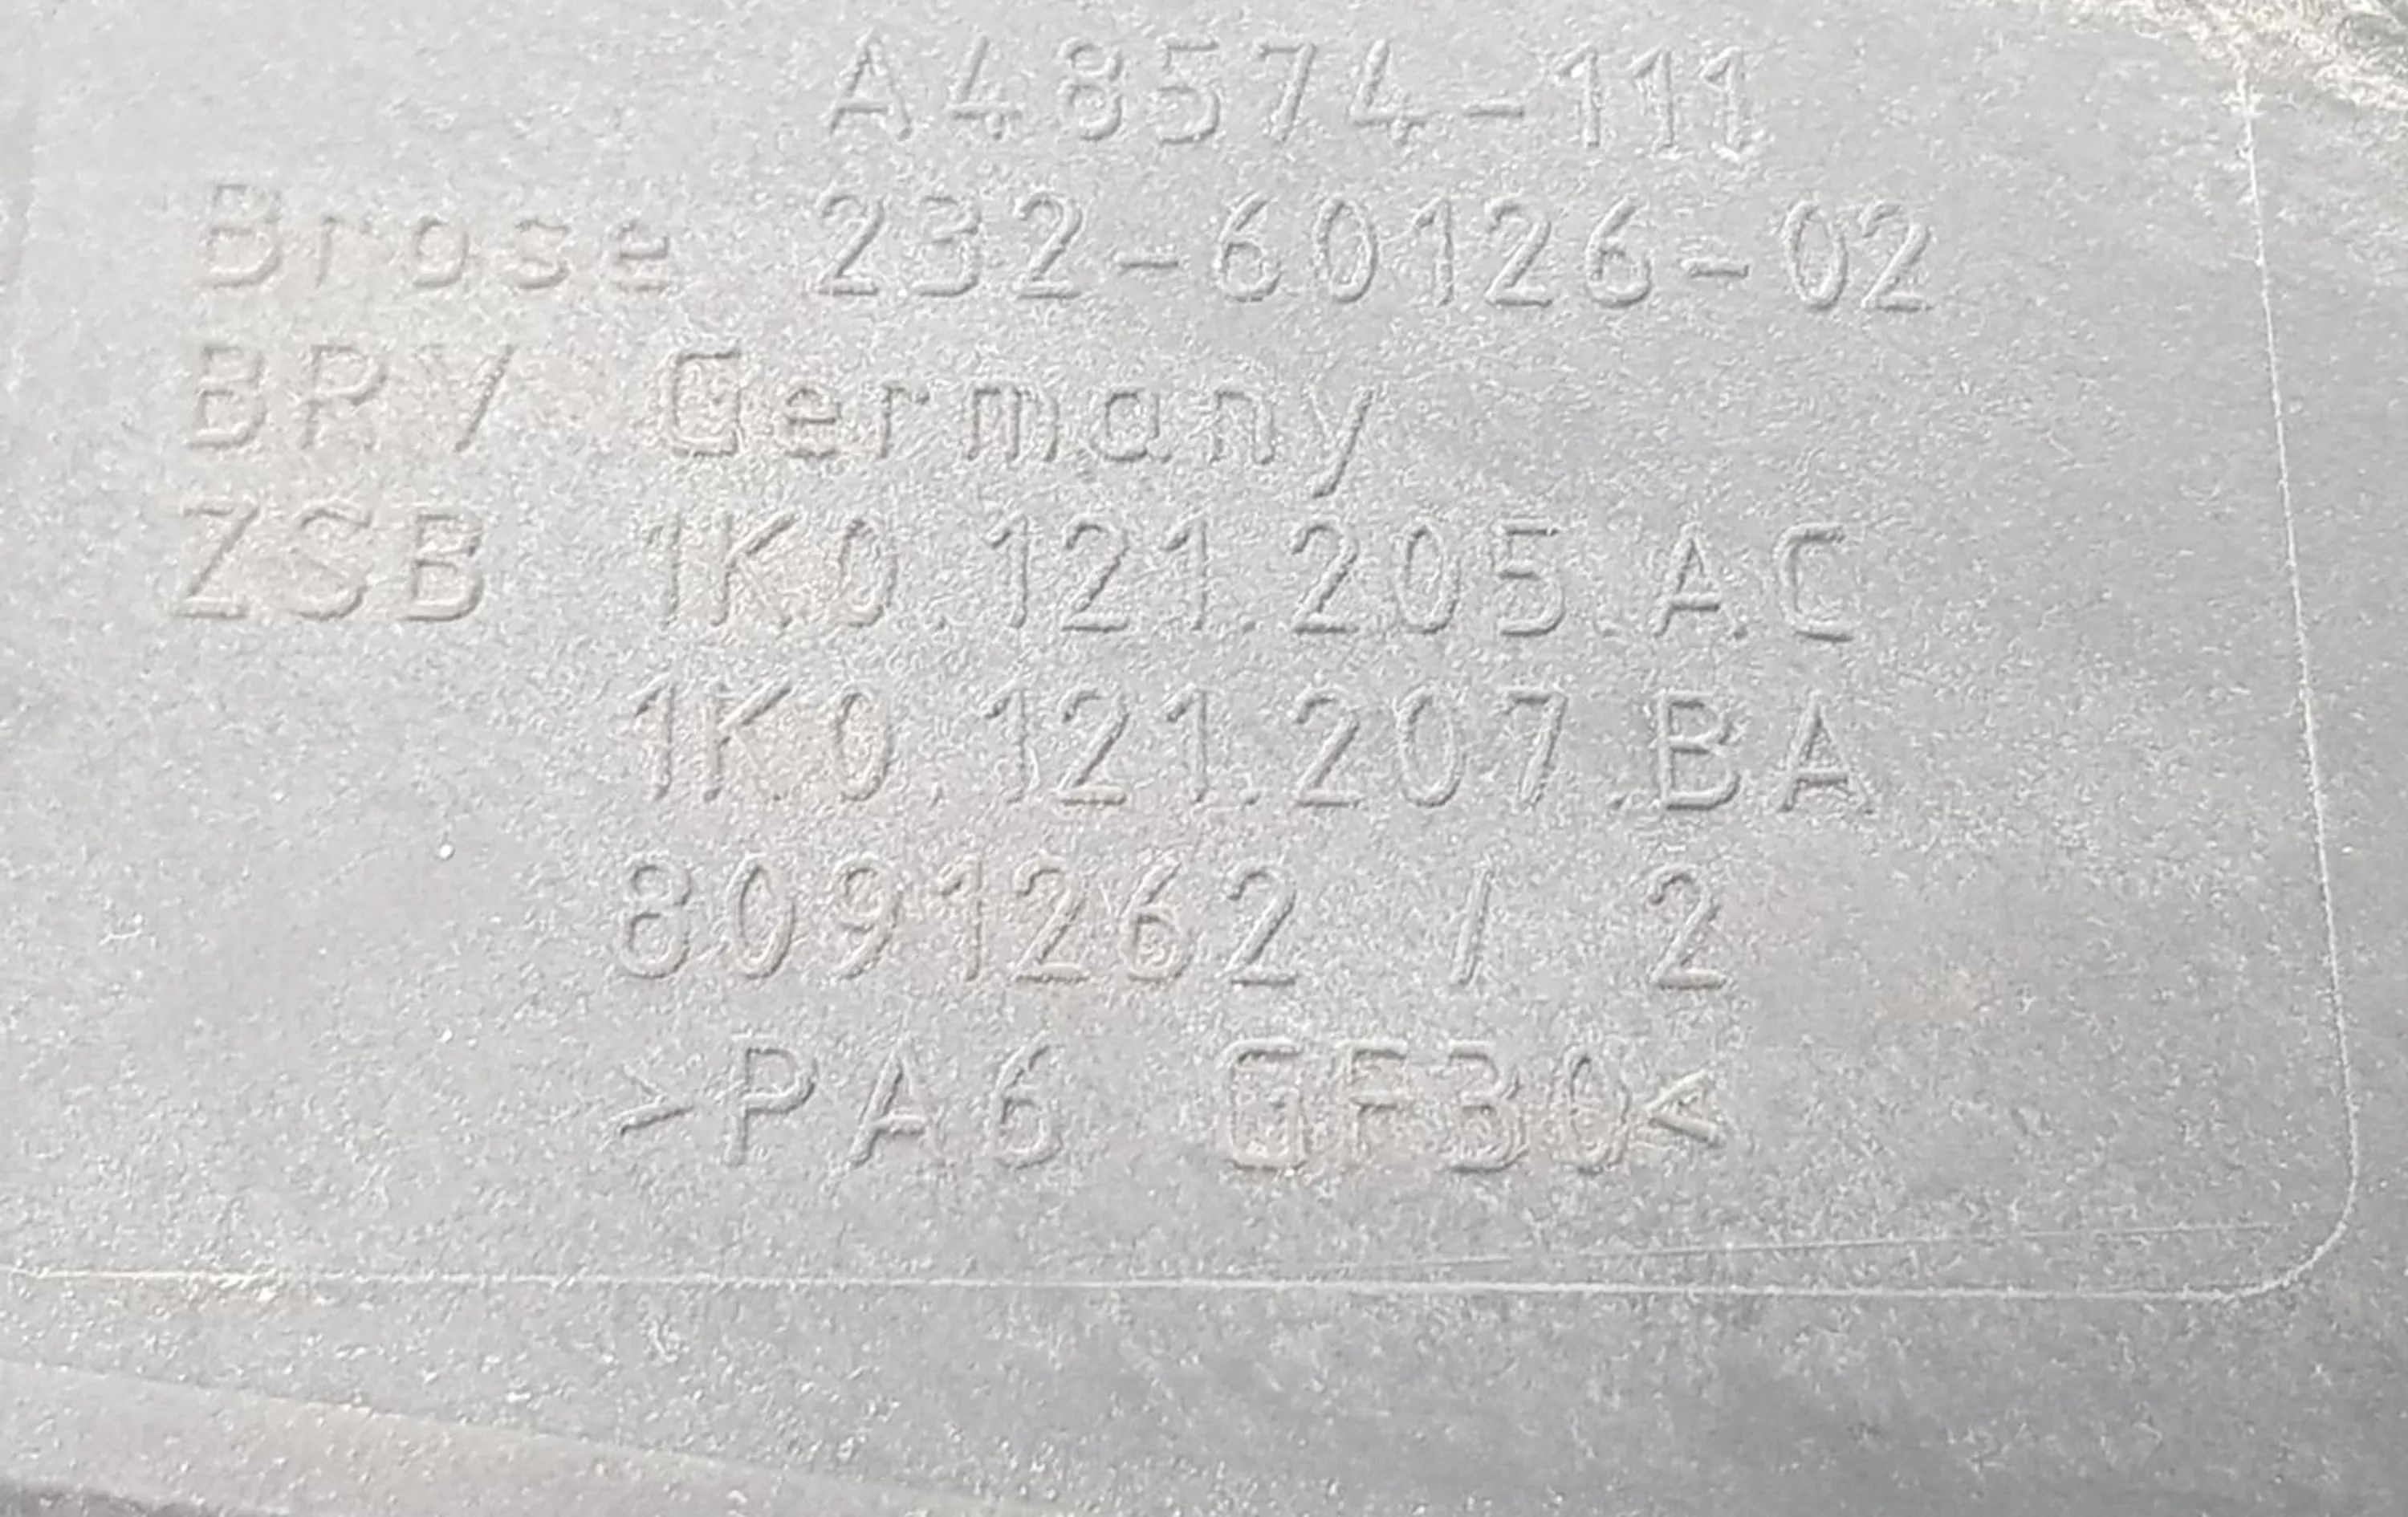 A48574-111
Brose 232-60126-02
BRV Germany
ZSB 1K0.121.205.AC
1K0.121.207.BA
8091262 / 2
>PA6 GF30<